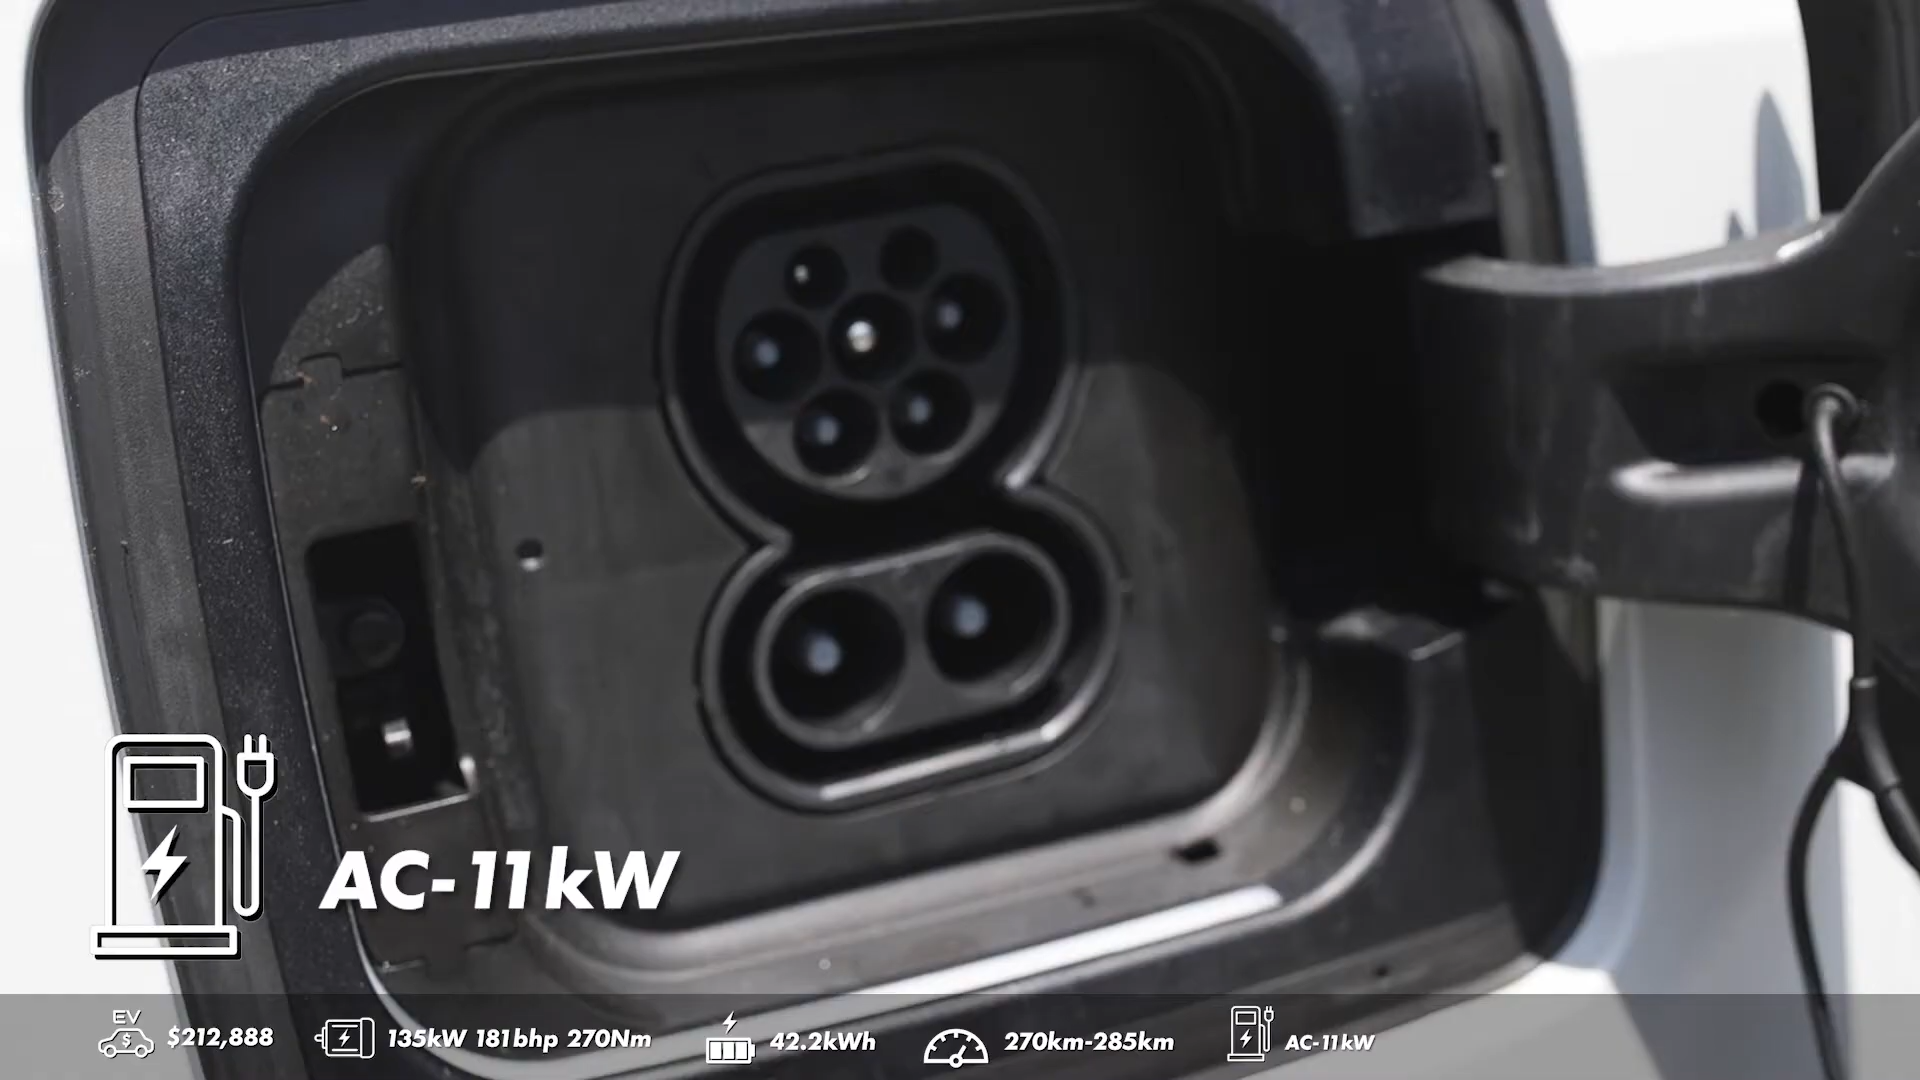 AC-11kW
EV
$212,888
135kW 181bhp 270Nm
42.2kWh
270km-285km
AC-11kW